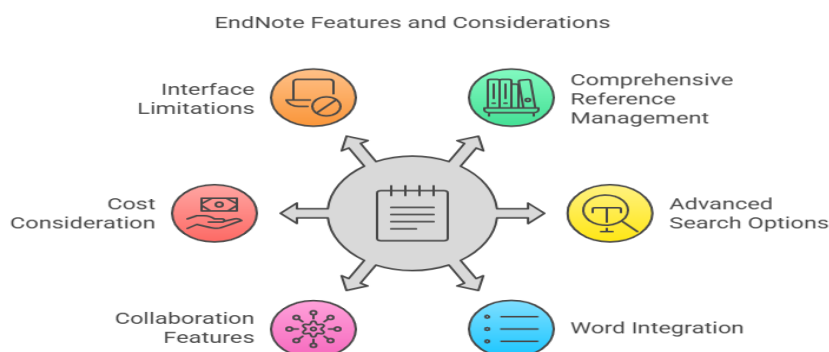 EndNote Features and Considerations
Interface
Limitations
Comprehensive
Reference
Management
Cost
Consideration
Advanced
Search Options
Collaboration
Features
Word Integration